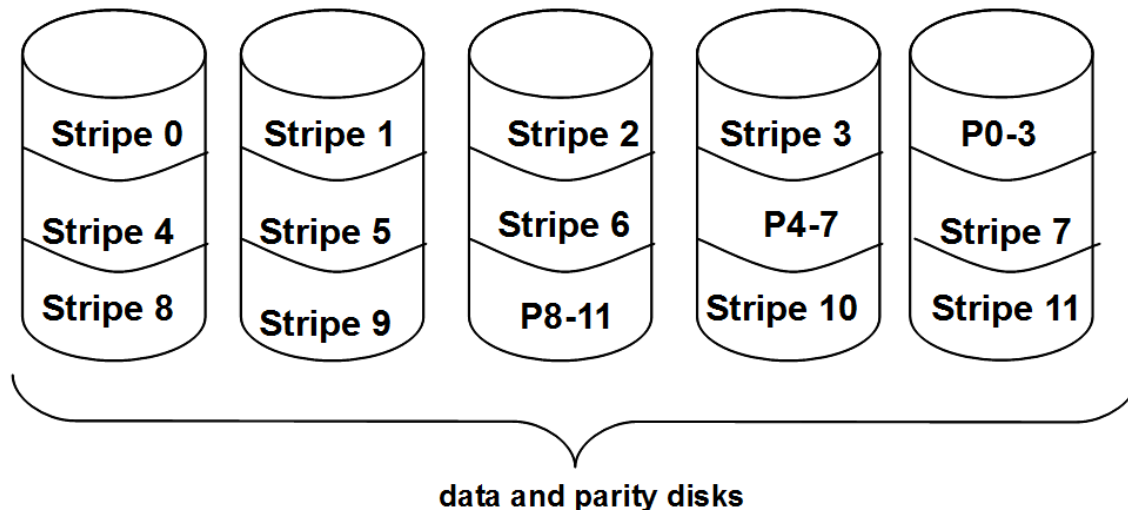 Stripe 0 Stripe 1 Stripe 2 Stripe 3 P0-3
Stripe 4 Stripe 5 Stripe 6 P4-7 Stripe 7
Stripe 8 Stripe 9 P8-11 Stripe 10 Stripe 11
data and parity disks